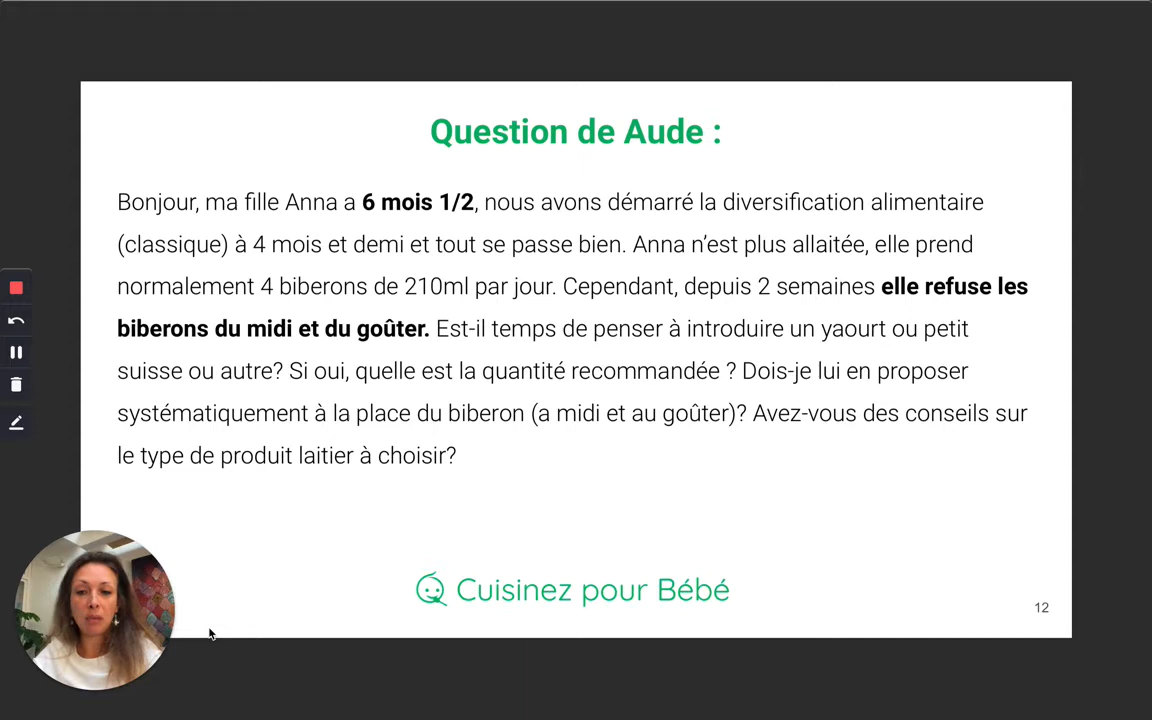 Question de Aude :
Bonjour, ma fille Anna a 6 mois 1/2, nous avons démarré la diversification alimentaire
(classique) à 4 mois et demi et tout se passe bien. Anna n’est plus allaitée, elle prend
normalement 4 biberons de 210ml par jour. Cependant, depuis 2 semaines elle refuse les
biberons du midi et du goûter. Est-il temps de penser à introduire un yaourt ou petit
suisse ou autre? Si oui, quelle est la quantité recommandée ? Dois-je lui en proposer
systématiquement à la place du biberon (a midi et au goûter)? Avez-vous des conseils sur
le type de produit laitier à choisir?
Cuisinez pour Bébé
12